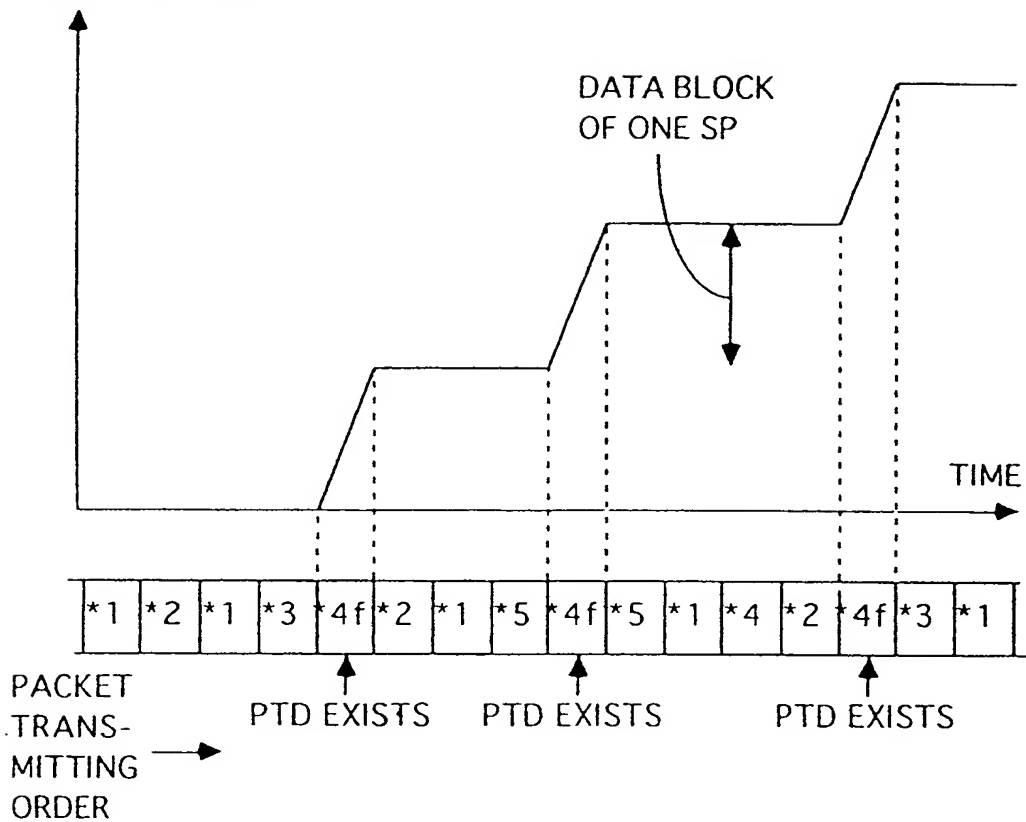 DATA BLOCK
OF ONE SP
TIME
*1 *2 *1 *3 *4f *2 *1 *5 *4f *5 *1 *4 *2 *4f *3 *1
PTD EXISTS PTD EXISTS PTD EXISTS
PACKET
TRANS-
MITTING
ORDER